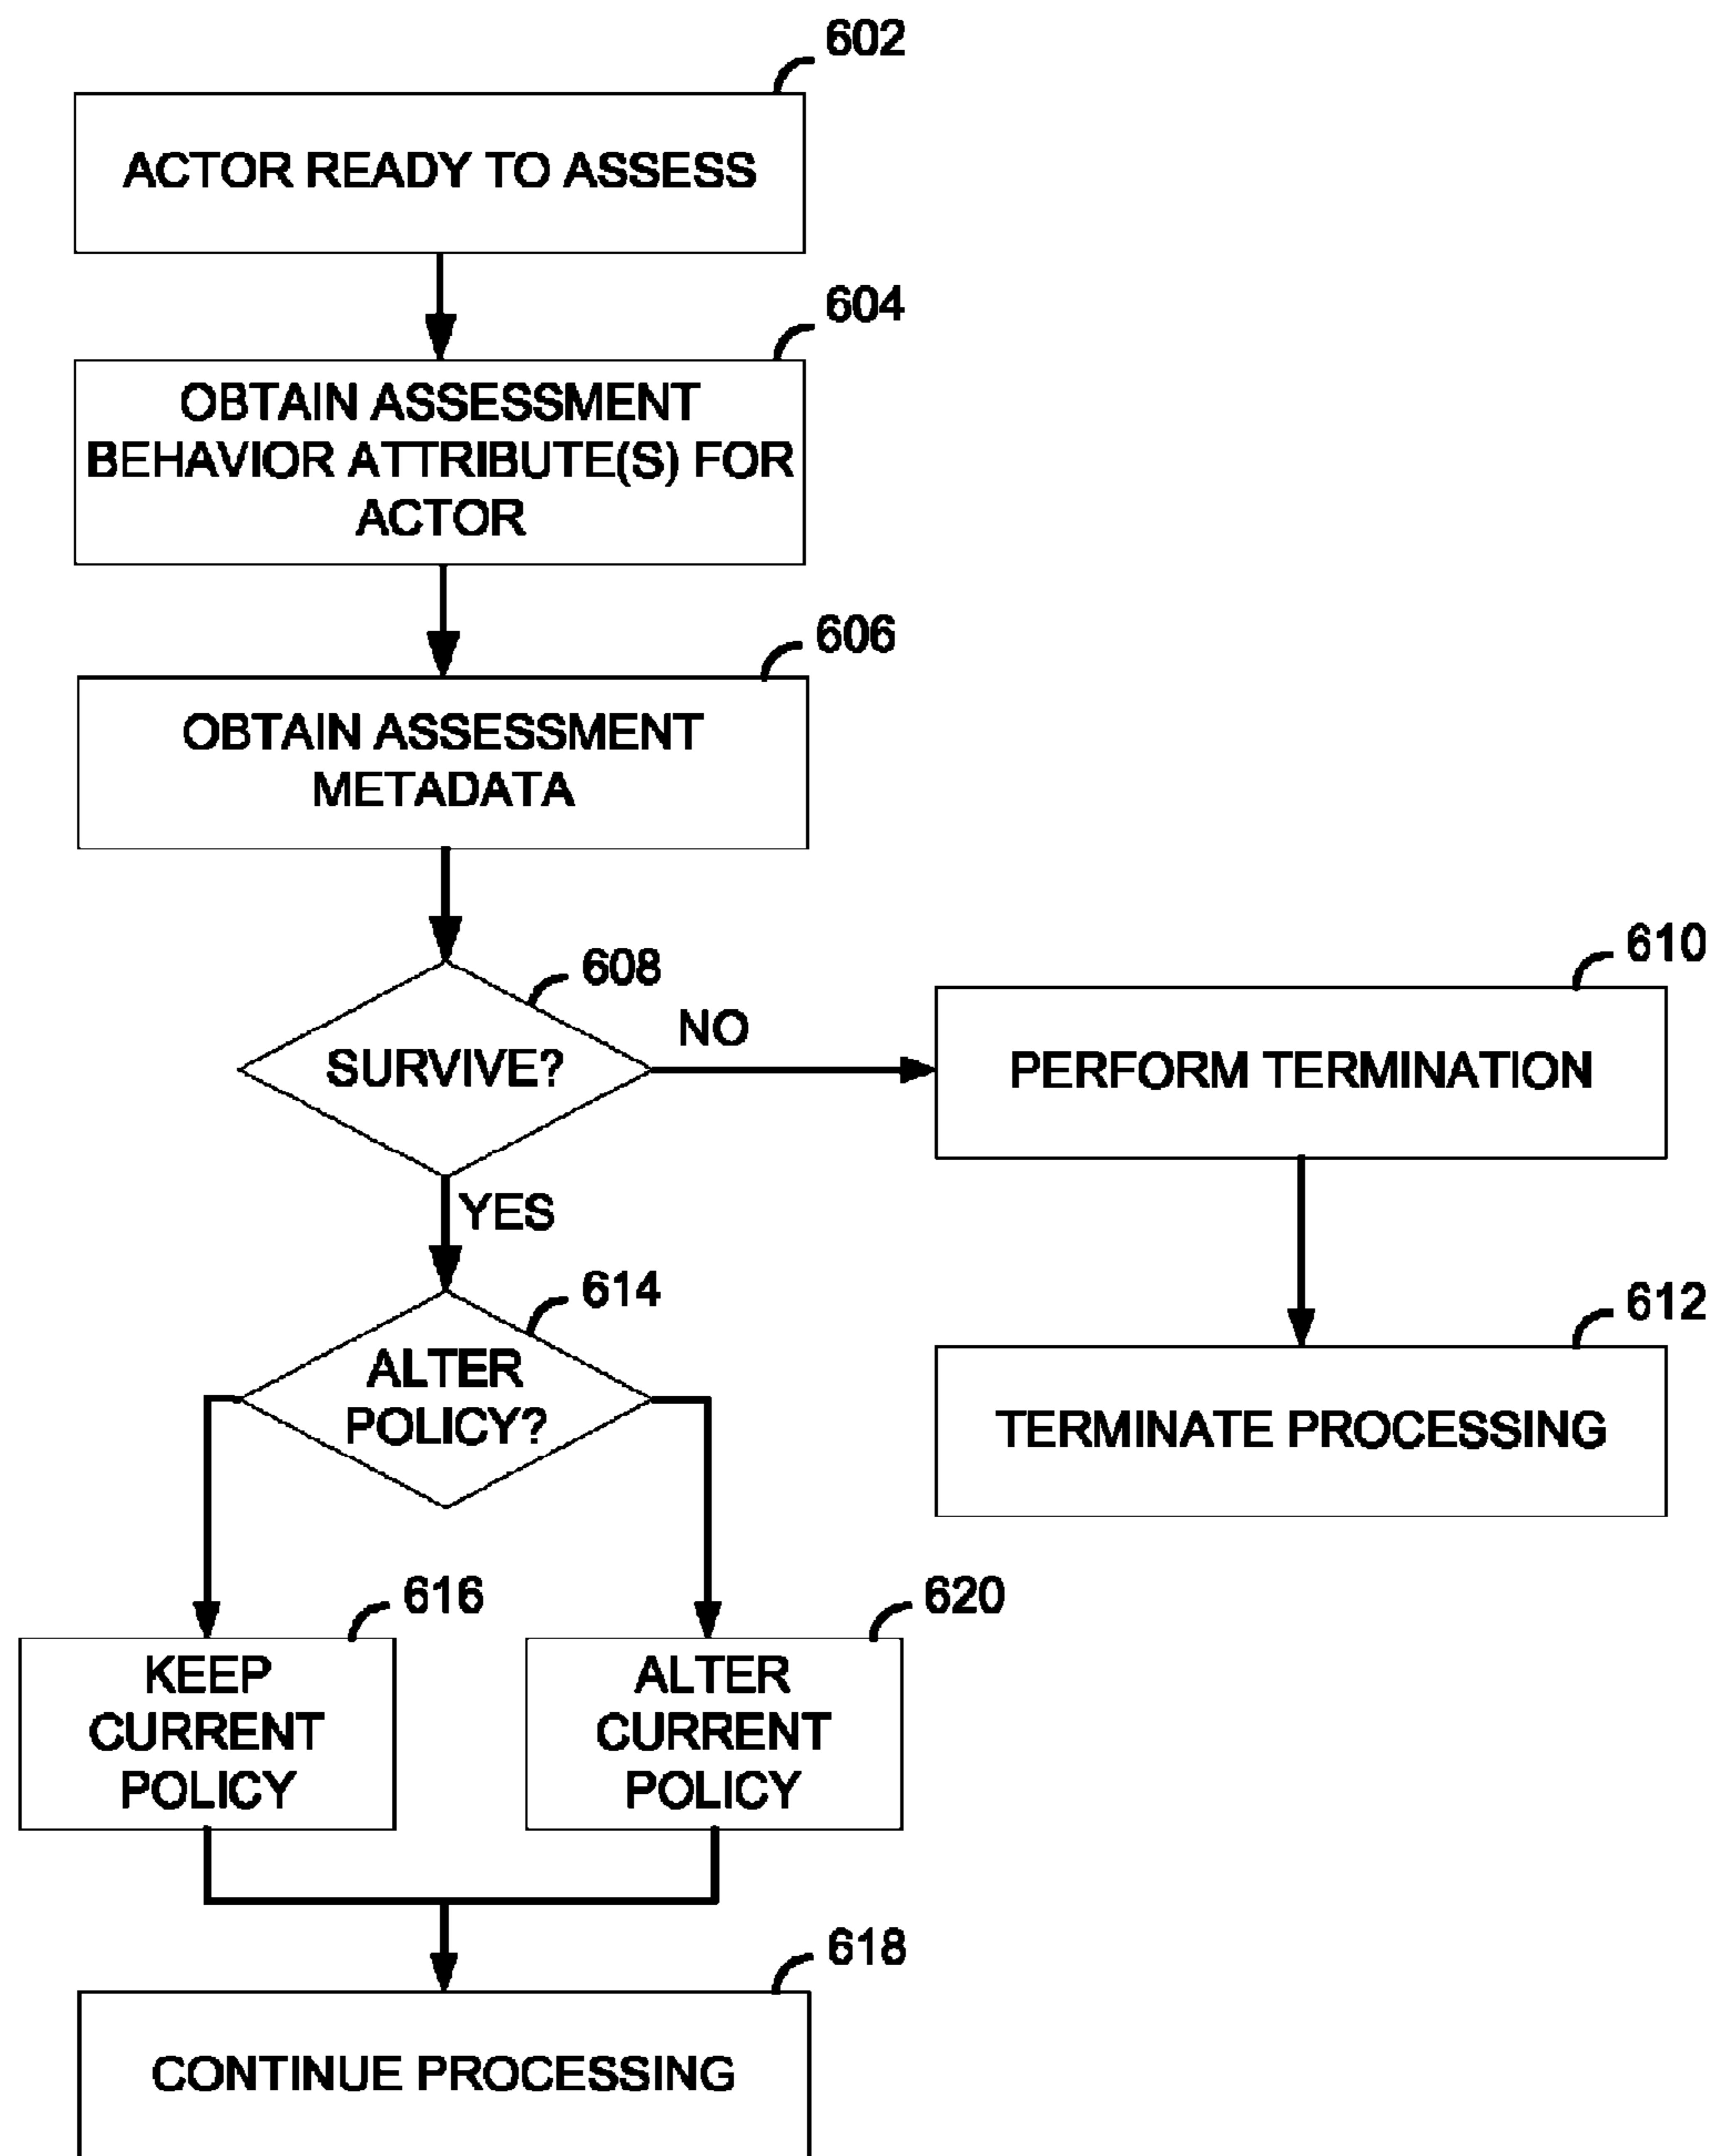 602
ACTOR READY TO ASSESS
604
OBTAIN ASSESSMENT
BEHAVIOR ATTRIBUTE(S) FOR
ACTOR
606
OBTAIN ASSESSMENT
METADATA
608
SURVIVE?
NO
610
PERFORM TERMINATION
YES
612
TERMINATE PROCESSING
614
ALTER
POLICY?
616
KEEP
CURRENT
POLICY
620
ALTER
CURRENT
POLICY
618
CONTINUE PROCESSING